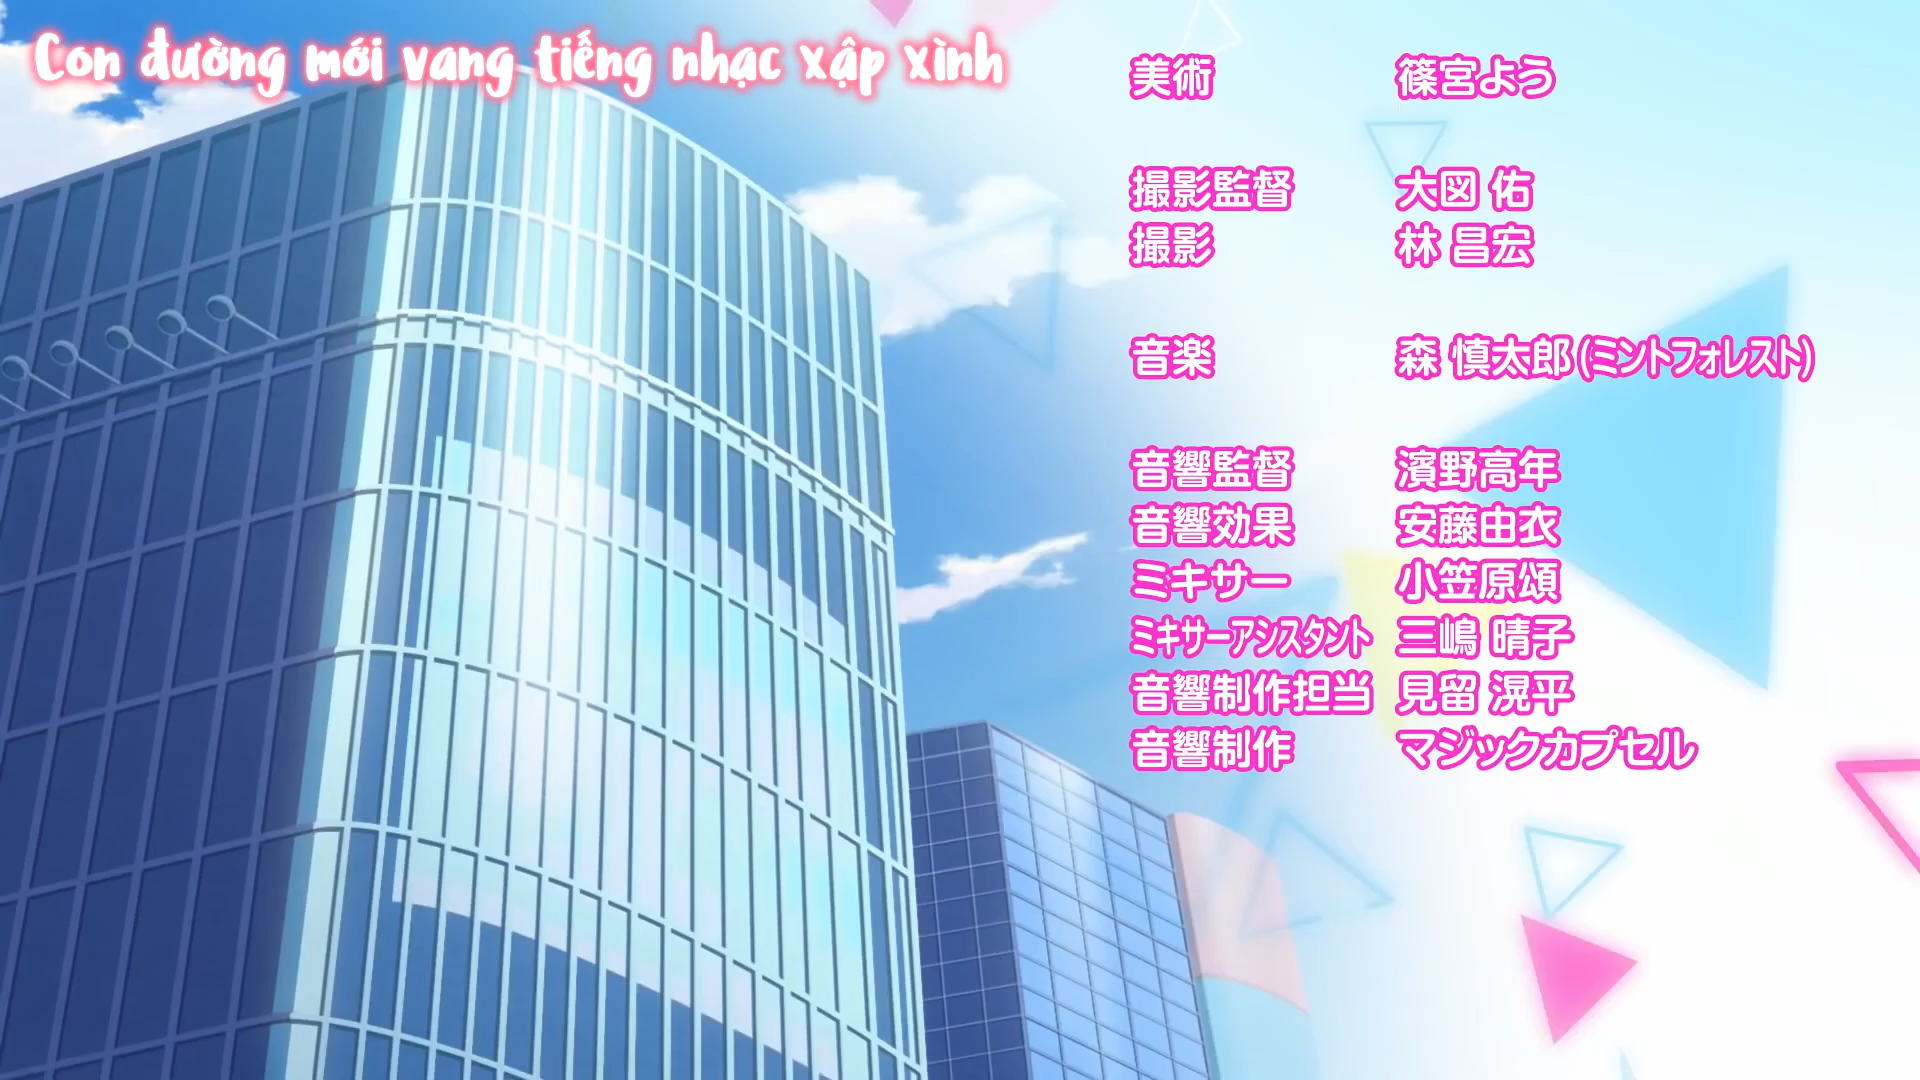 Con đường mới vang tiếng nhạc xập xình
美術 篠宮よう
撮影監督 大図 佑
撮影 林 昌宏
音楽 森 慎太郎(ミントフォレスト)
音響監督 濱野高年
音響効果 安藤由衣
ミキサー 小笠原頌
ミキサーアシスタント 三嶋 晴子
音響制作担当 見留 滉平
音響制作 マジックカプセル